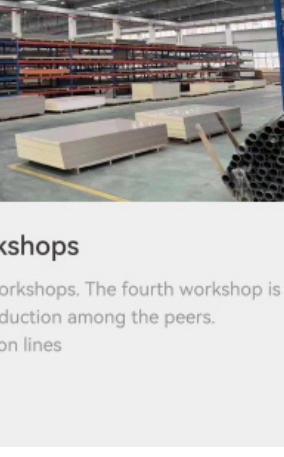 kshops
orkshops. The fourth workshop is
duction among the peers.
on lines